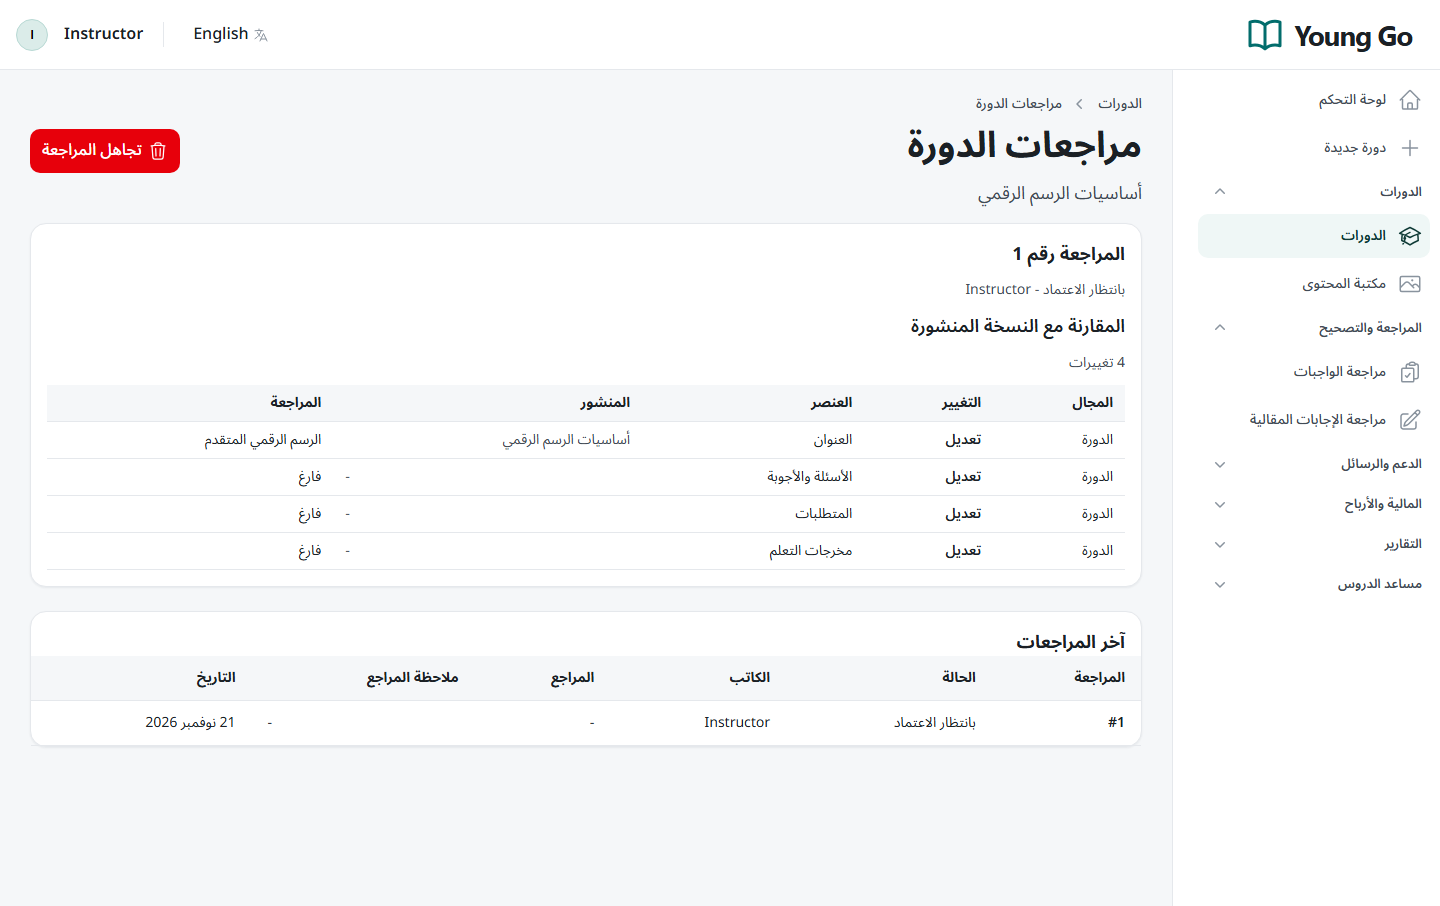 Young Go
English
Instructor
I
لوحة التحكم
دورة جديدة
الدورات
الدورات
مكتبة المحتوى
المراجعة والتصحيح
مراجعة الواجبات
مراجعة الإجابات المقالية
الدعم والرسائل
المالية والأرباح
التقارير
مساعد الدروس
الدورات مراجعات الدورة
مراجعات الدورة
تجاهل المراجعة
أساسيات الرسم الرقمي
المراجعة رقم 1
بانتظار الاعتماد - Instructor
المقارنة مع النسخة المنشورة
4 تغييرات
المجال التغيير العنصر المنشور المراجعة
الدورة تعديل العنوان أساسيات الرسم الرقمي الرسم الرقمي المتقدم
الدورة تعديل الأسئلة والأجوبة - فارغ
الدورة تعديل المتطلبات - فارغ
الدورة تعديل مخرجات التعلم - فارغ
آخر المراجعات
المراجعة الحالة الكاتب المراجع ملاحظة المراجع التاريخ
#1 بانتظار الاعتماد Instructor - - 21 نوفمبر 2026